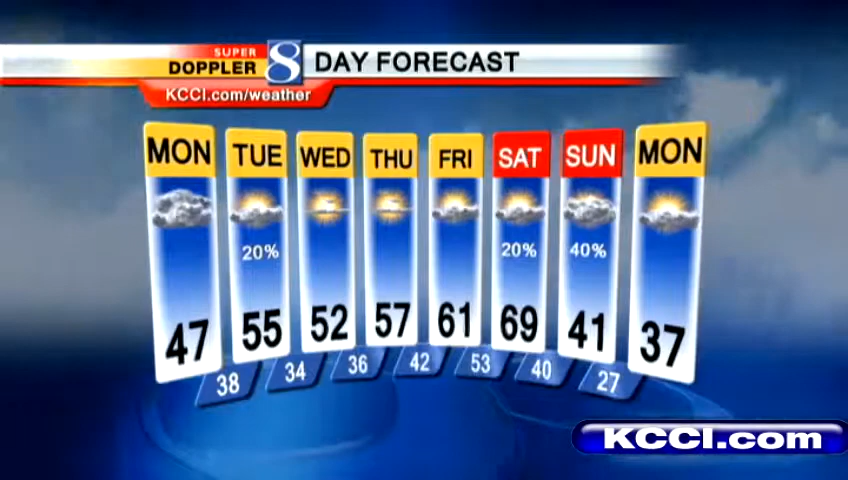 SUPER
DOPPLER 8 DAY FORECAST
KCCI.com/weather
MON TUE WED THU FRI SAT SUN MON
20% 20% 40%
47 55 52 57 61 69 41 37
38 34 36 42 53 40 27
KCCI.com